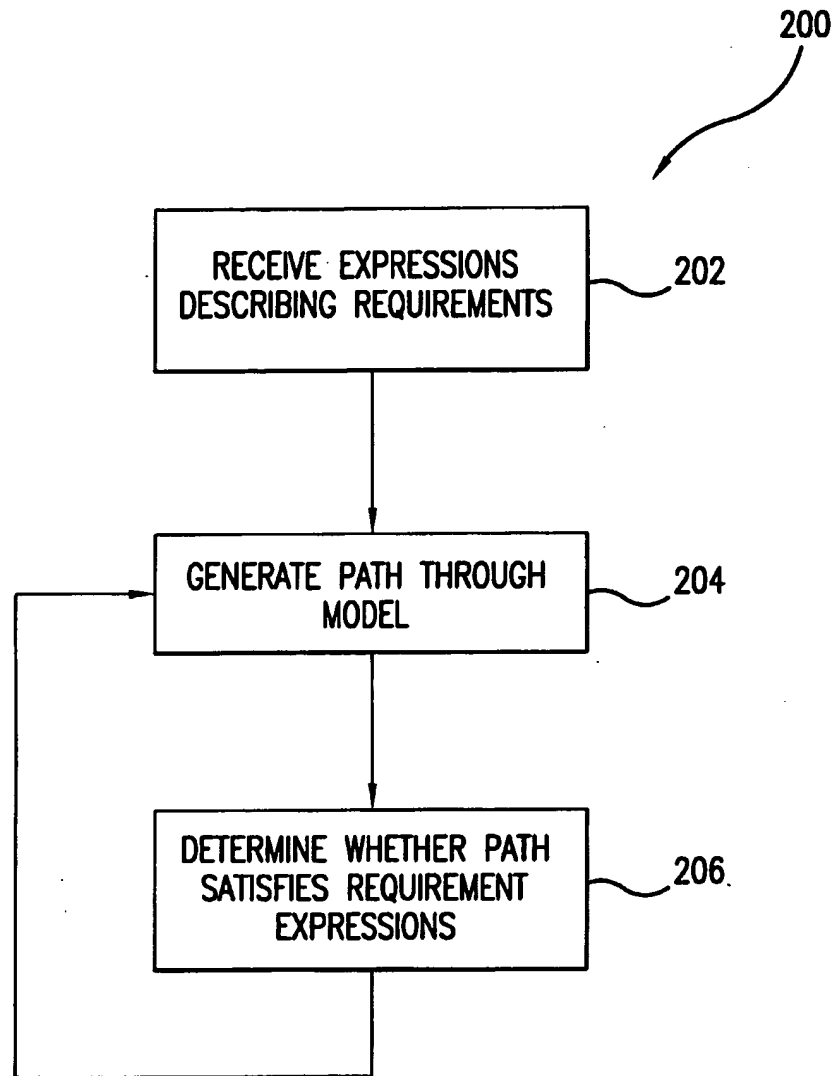 200
RECEIVE EXPRESSIONS
DESCRIBING REQUIREMENTS
202
GENERATE PATH THROUGH
MODEL
204
DETERMINE WHETHER PATH
SATISFIES REQUIREMENT
EXPRESSIONS
206